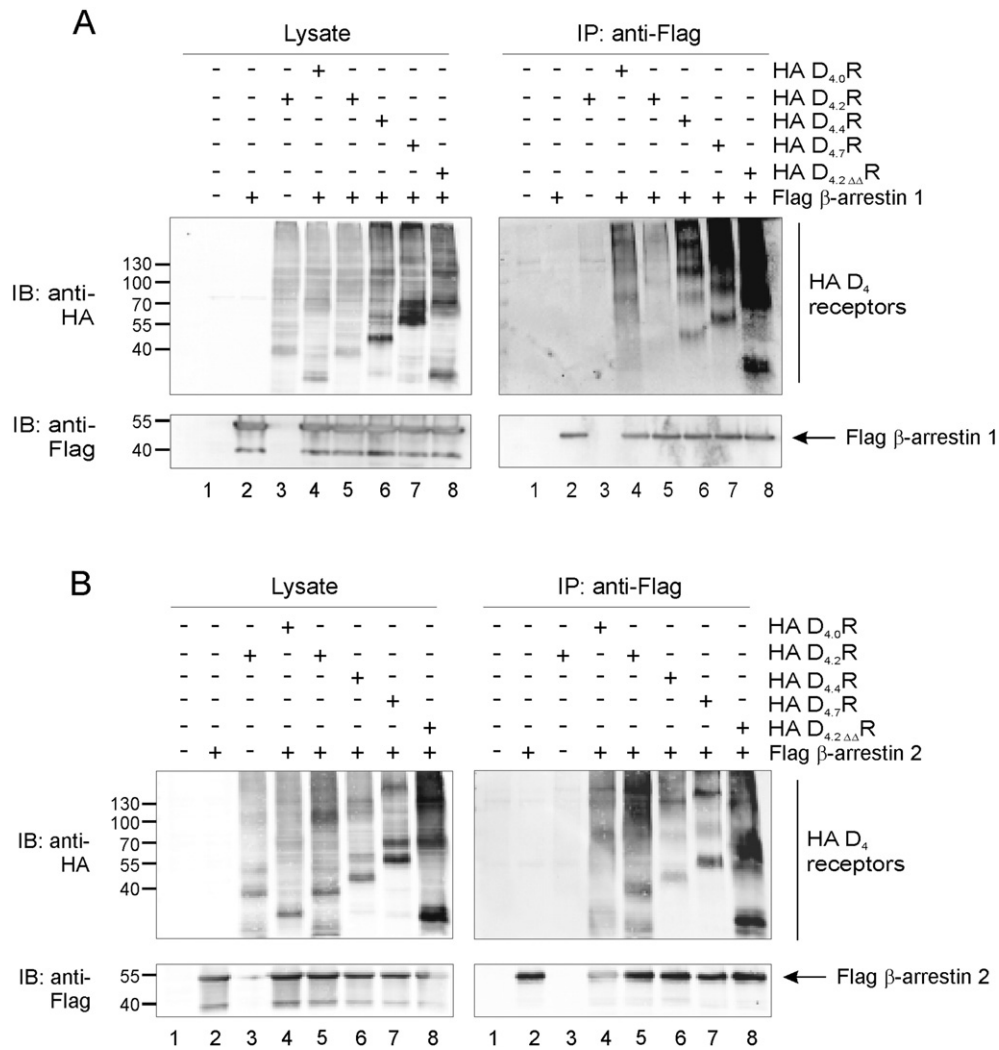 A
Lysate IP: anti-Flag
- - - + - - - - - - - + - - - - HA D4.0R
- - + - + - - - - - + - + - - - HA D4.2R
- - - - - + - - - - - - - + - - HA D4.4R
- - - - - - + - - - - - - - + - HA D4.7R
- - - - - - - + - - - - - - - + HA D4.2 ΔΔR
- + - + + + + + - + - + + + + + Flag β-arrestin 1
IB: anti-HA
130
100
70
55
40
HA D4 receptors
IB: anti-Flag
55
40
Flag β-arrestin 1
1 2 3 4 5 6 7 8 1 2 3 4 5 6 7 8
B
Lysate IP: anti-Flag
- - - + - - - - - - - + - - - - HA D4.0R
- - + - + - - - - - + - + - - - HA D4.2R
- - - - - + - - - - - - - + - - HA D4.4R
- - - - - - + - - - - - - - + - HA D4.7R
- - - - - - - + - - - - - - - + HA D4.2 ΔΔR
- + - + + + + + - + - + + + + + Flag β-arrestin 2
IB: anti-HA
130
100
70
55
40
HA D4 receptors
IB: anti-Flag
55
40
Flag β-arrestin 2
1 2 3 4 5 6 7 8 1 2 3 4 5 6 7 8